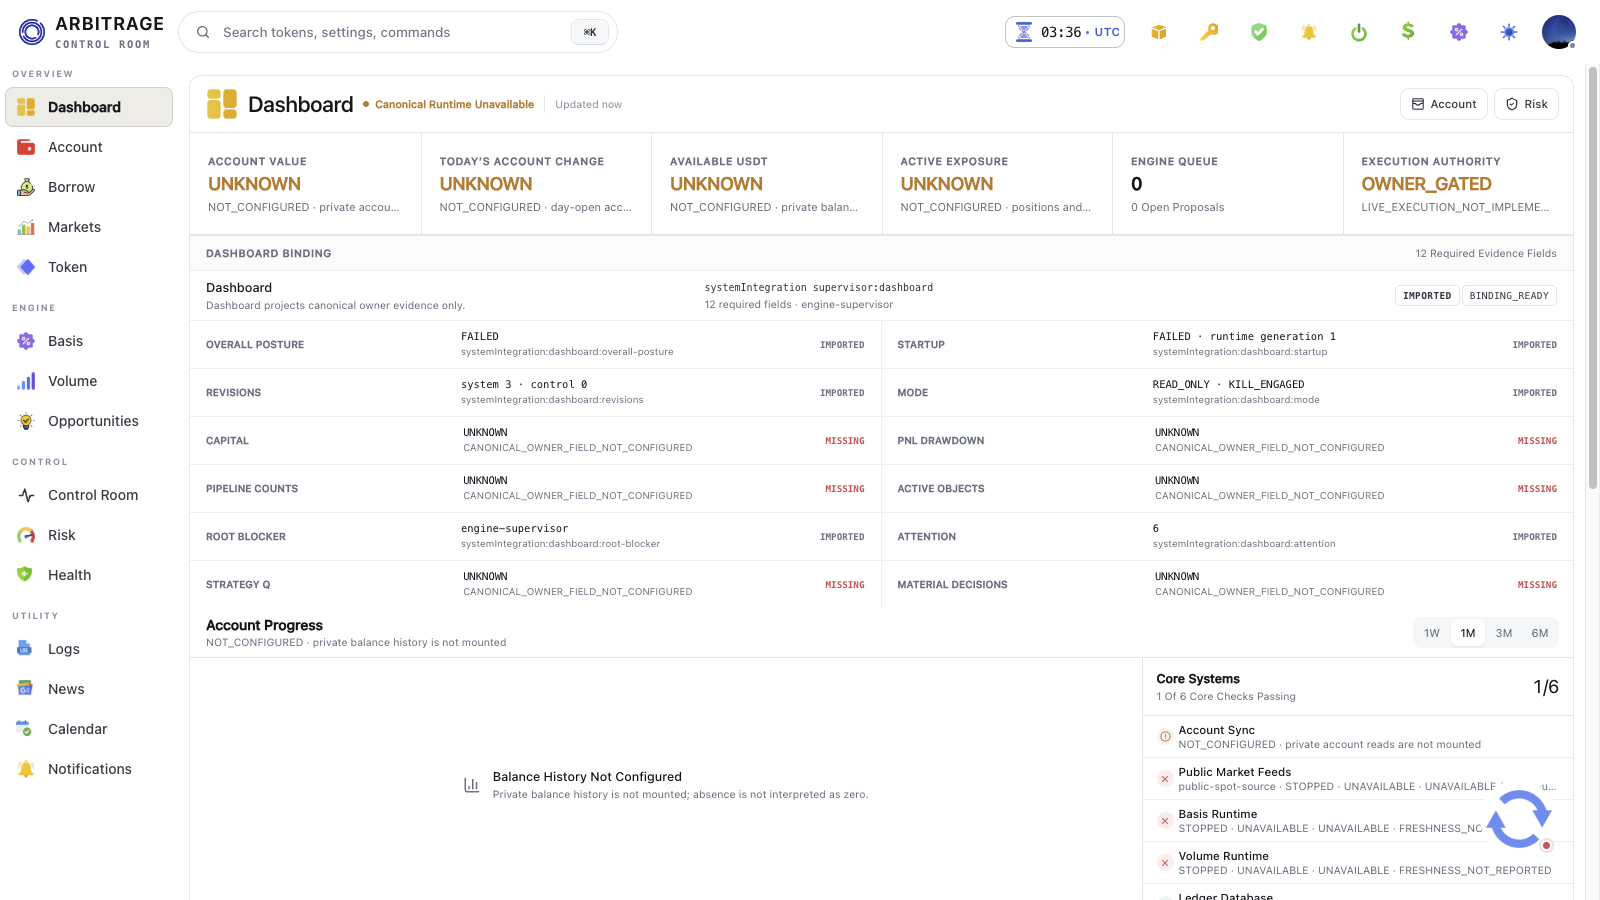 ARBITRAGE
CONTROL ROOM
Search tokens, settings, commands
⌘K
03:36 • UTC
OVERVIEW
Dashboard
Account
Borrow
Markets
Token
ENGINE
Basis
Volume
Opportunities
CONTROL
Control Room
Risk
Health
UTILITY
Logs
News
Calendar
Notifications
Dashboard
Canonical Runtime Unavailable
Updated now
Account
Risk
ACCOUNT VALUE
UNKNOWN
NOT_CONFIGURED · private accou...
TODAY'S ACCOUNT CHANGE
UNKNOWN
NOT_CONFIGURED · day-open acc...
AVAILABLE USDT
UNKNOWN
NOT_CONFIGURED · private balan...
ACTIVE EXPOSURE
UNKNOWN
NOT_CONFIGURED · positions and...
ENGINE QUEUE
0
0 Open Proposals
EXECUTION AUTHORITY
OWNER_GATED
LIVE_EXECUTION_NOT_IMPLEME...
DASHBOARD BINDING
12 Required Evidence Fields
Dashboard
Dashboard projects canonical owner evidence only.
systemIntegration supervisor:dashboard
12 required fields · engine-supervisor
IMPORTED
BINDING_READY
OVERALL POSTURE
FAILED
systemIntegration:dashboard:overall-posture
IMPORTED
STARTUP
FAILED · runtime generation 1
systemIntegration:dashboard:startup
IMPORTED
REVISIONS
system 3 · control 0
systemIntegration:dashboard:revisions
IMPORTED
MODE
READ_ONLY · KILL_ENGAGED
systemIntegration:dashboard:mode
IMPORTED
CAPITAL
UNKNOWN
CANONICAL_OWNER_FIELD_NOT_CONFIGURED
MISSING
PNL DRAWDOWN
UNKNOWN
CANONICAL_OWNER_FIELD_NOT_CONFIGURED
MISSING
PIPELINE COUNTS
UNKNOWN
CANONICAL_OWNER_FIELD_NOT_CONFIGURED
MISSING
ACTIVE OBJECTS
UNKNOWN
CANONICAL_OWNER_FIELD_NOT_CONFIGURED
MISSING
ROOT BLOCKER
engine-supervisor
systemIntegration:dashboard:root-blocker
IMPORTED
ATTENTION
6
systemIntegration:dashboard:attention
IMPORTED
STRATEGY Q
UNKNOWN
CANONICAL_OWNER_FIELD_NOT_CONFIGURED
MISSING
MATERIAL DECISIONS
UNKNOWN
CANONICAL_OWNER_FIELD_NOT_CONFIGURED
MISSING
Account Progress
NOT_CONFIGURED · private balance history is not mounted
1W
1M
3M
6M
Balance History Not Configured
Private balance history is not mounted; absence is not interpreted as zero.
Core Systems
1 Of 6 Core Checks Passing
1/6
Account Sync
NOT_CONFIGURED · private account reads are not mounted
Public Market Feeds
public-spot-source · STOPPED · UNAVAILABLE · UNAVAILABLE
Basis Runtime
STOPPED · UNAVAILABLE · UNAVAILABLE ·
Volume Runtime
STOPPED · UNAVAILABLE · UNAVAILABLE · FRESHNESS_NOT_REPORTED
Ledger Database